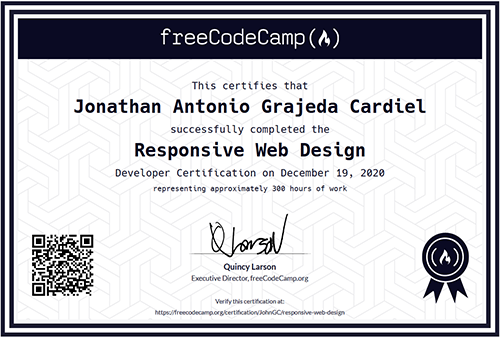 freeCodeCamp(🔥)
This certifies that
Jonathan Antonio Grajeda Cardiel
successfully completed the
Responsive Web Design
Developer Certification on December 19, 2020
representing approximately 300 hours of work
QLarson
Quincy Larson
Executive Director, freeCodeCamp.org
Verify this certification at:
https://freecodecamp.org/certification/JohnGC/responsive-web-design